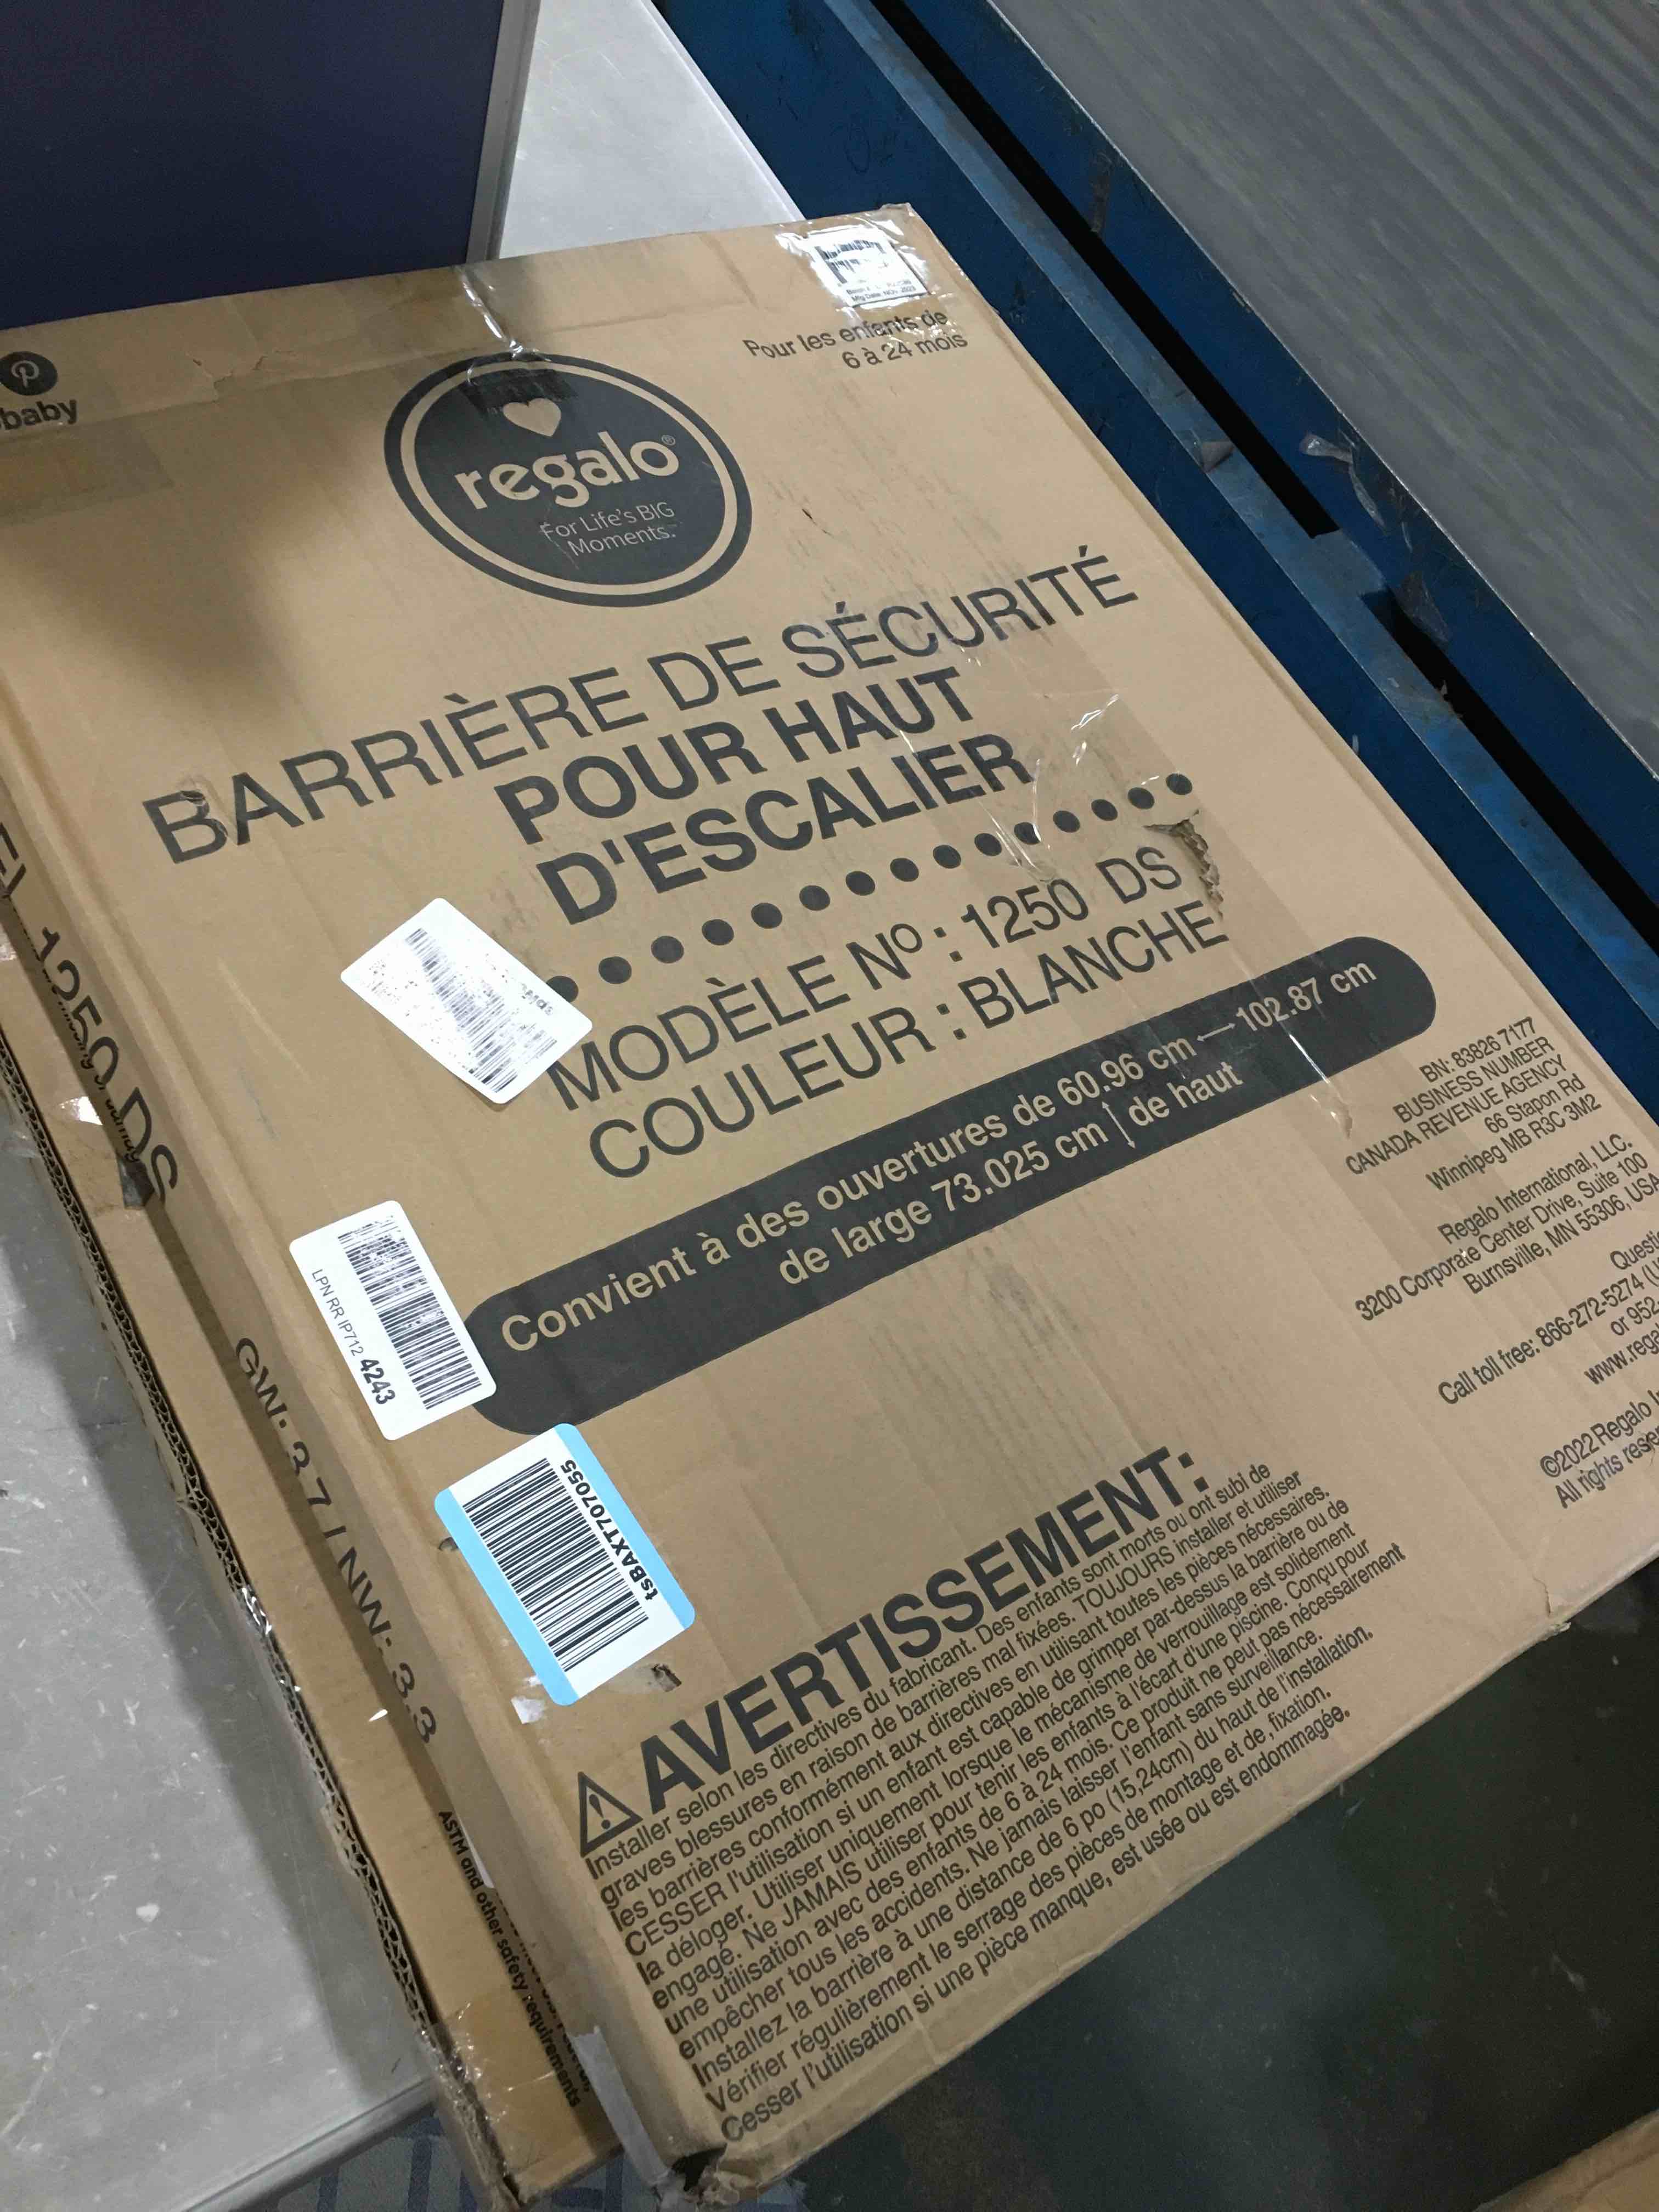 baby
Pour les enfants de
6 à 24 mois
regalo®
For Life's BIG
Moments.™
BARRIÈRE DE SÉCURITÉ
POUR HAUT
D'ESCALIER
MODÈLE Nº : 1250 DS
COULEUR : BLANCHE
Convient à des ouvertures de 60.96 cm 102.87 cm
de large 73.025 cm de haut
BN: 83826 7177
BUSINESS NUMBER
CANADA REVENUE AGENCY
66 Stapon Rd
Winnipeg MB R3C 3M2
Regalo International, LLC.
3200 Corporate Center Drive, Suite 100
Burnsville, MN 55306, USA
Call toll free: 866-272-5274
or 952-
©2022 Regalo
All rights
LPN RR IP712 4243
tsBAXT707055
AVERTISSEMENT:
Installer selon les directives du fabricant. Des enfants sont morts ou ont subi de
graves blessures en raison de barrières mal fixées. TOUJOURS installer et utiliser
les barrières conformément aux directives en utilisant toutes les pièces nécessaires.
CESSER l'utilisation si un enfant est capable de grimper par-dessus la barrière ou de
la déloger. Utiliser uniquement lorsque le mécanisme de verrouillage est solidement
engagé. Ne JAMAIS utiliser pour tenir les enfants à l'écart d'une piscine. Conçu pour
une utilisation avec des enfants de 6 à 24 mois. Ce produit ne peut pas nécessairement
empêcher tous les accidents. Ne jamais laisser l'enfant sans surveillance.
Installez la barrière à une distance de 6 po (15,24cm) du haut de l'installation.
Vérifier régulièrement le serrage des pièces de montage et de, fixation.
Cesser l'utilisation si une pièce manque, est usée ou est endommagée.
1250 DS
GW: 3.7 / NW: 3.3
ASTM and other safety requirements